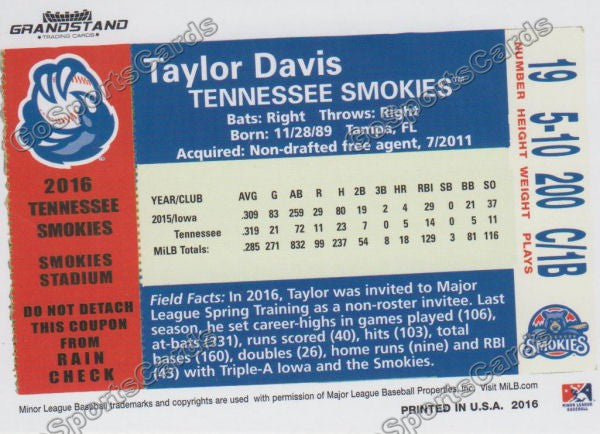 GRANDSTAND
TRADING CARDS
2016
TENNESSEE
SMOKIES
SMOKIES
STADIUM
DO NOT DETACH
THIS COUPON
FROM
RAIN
CHECK
Taylor Davis
TENNESSEE SMOKIES™
Bats: Right Throws: Right
Born: 11/28/89 Tampa, FL
Acquired: Non-drafted free agent, 7/2011
YEAR/CLUB AVG G AB R H 2B 3B HR RBI SB BB SO
2015/Iowa .309 83 259 29 80 19 2 8 29 0 21 37
Tennessee .319 21 72 11 23 7 0 0 14 0 5 11
MiLB Totals: .285 271 832 99 237 54 8 18 129 3 81 116
Field Facts: In 2016, Taylor was invited to Major
League Spring Training as a non-roster invitee. Last
season, he set career-highs in games played (106),
at-bats (331), runs scored (40), hits (103), total
bases (160), doubles (26), home runs (nine) and RBI
(43) with Triple-A Iowa and the Smokies.
NUMBER HEIGHT WEIGHT PLAYS
19 5-10 200 C/1B
TENNESSEE
SMOKIES
Minor League Baseball trademarks and copyrights are used with permission of Major League Baseball Properties, Inc. Visit MiLB.com.
PRINTED IN U.S.A. 2016
MINOR LEAGUE
BASEBALL
GoSportsCards